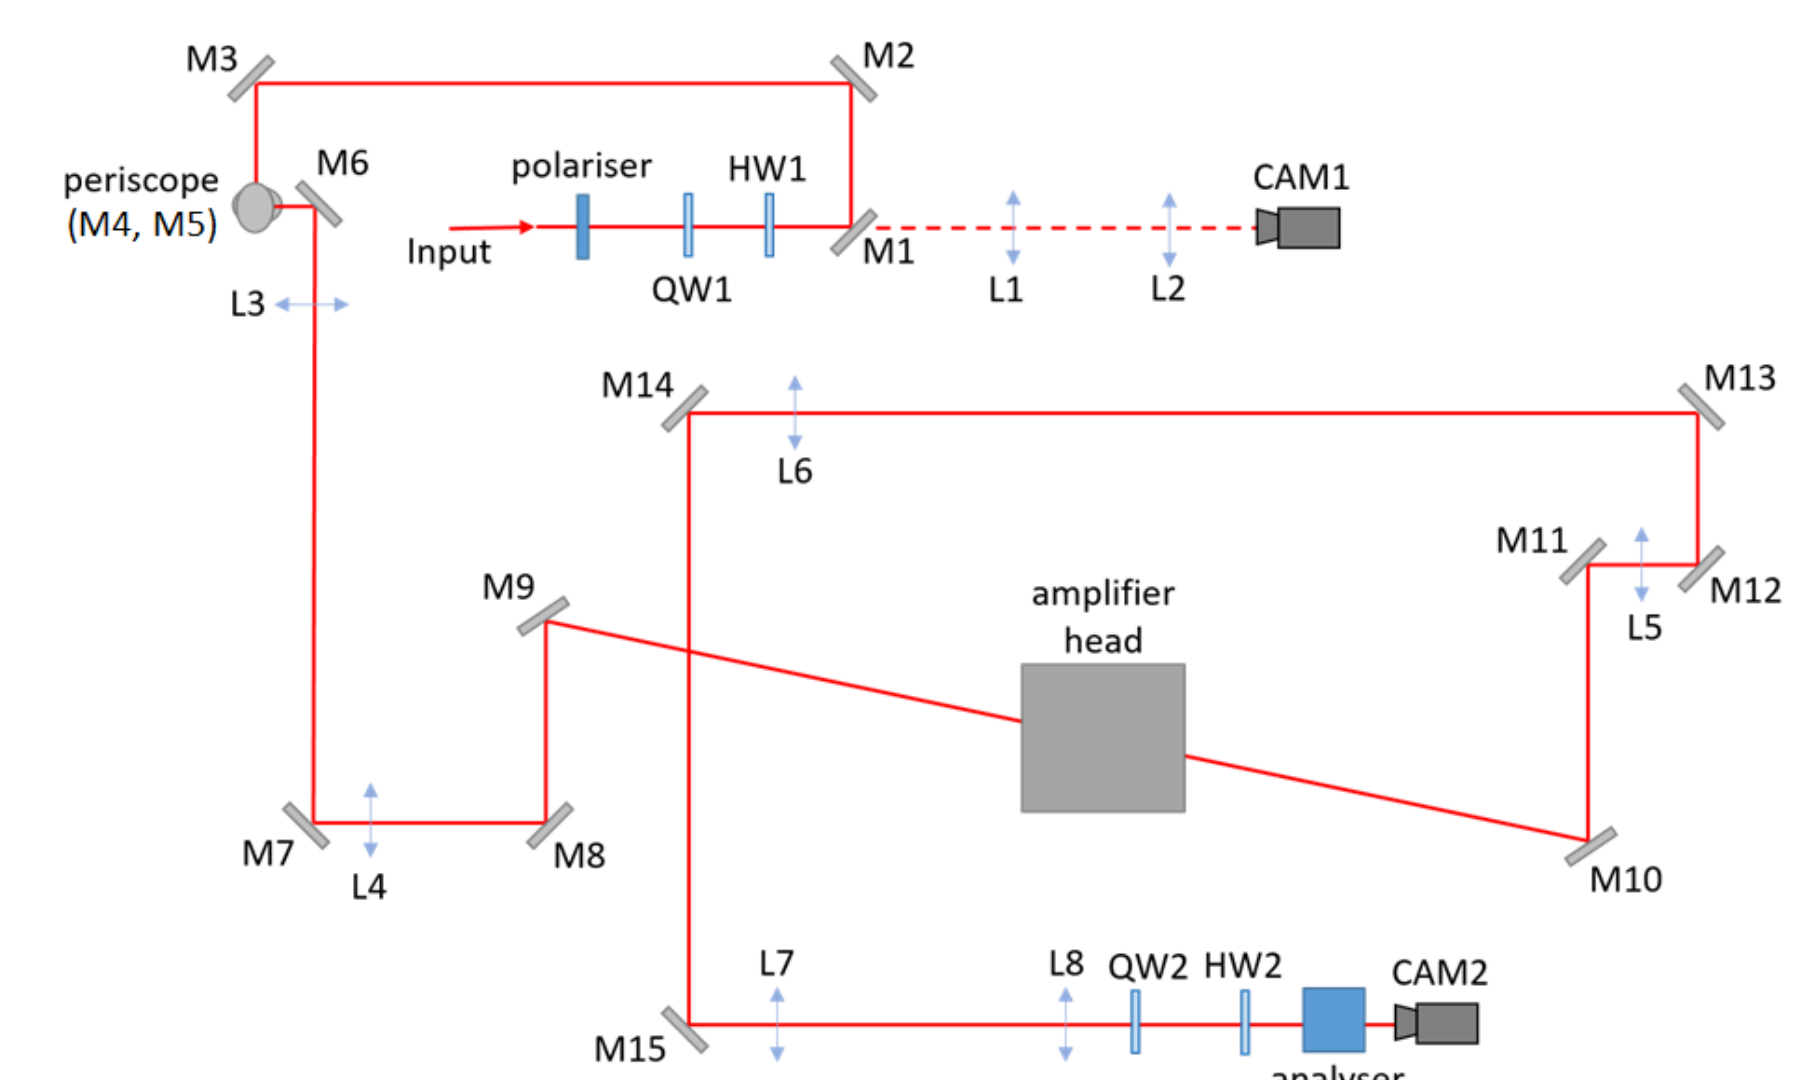 M3
M2
M6
periscope
(M4, M5)
polariser
HW1
CAM1
Input
M1
QW1
L1
L2
L3
M14
M13
L6
M11
M12
L5
M9
amplifier
head
M7
M8
L4
M10
L7
L8
QW2
HW2
CAM2
M15
analyser